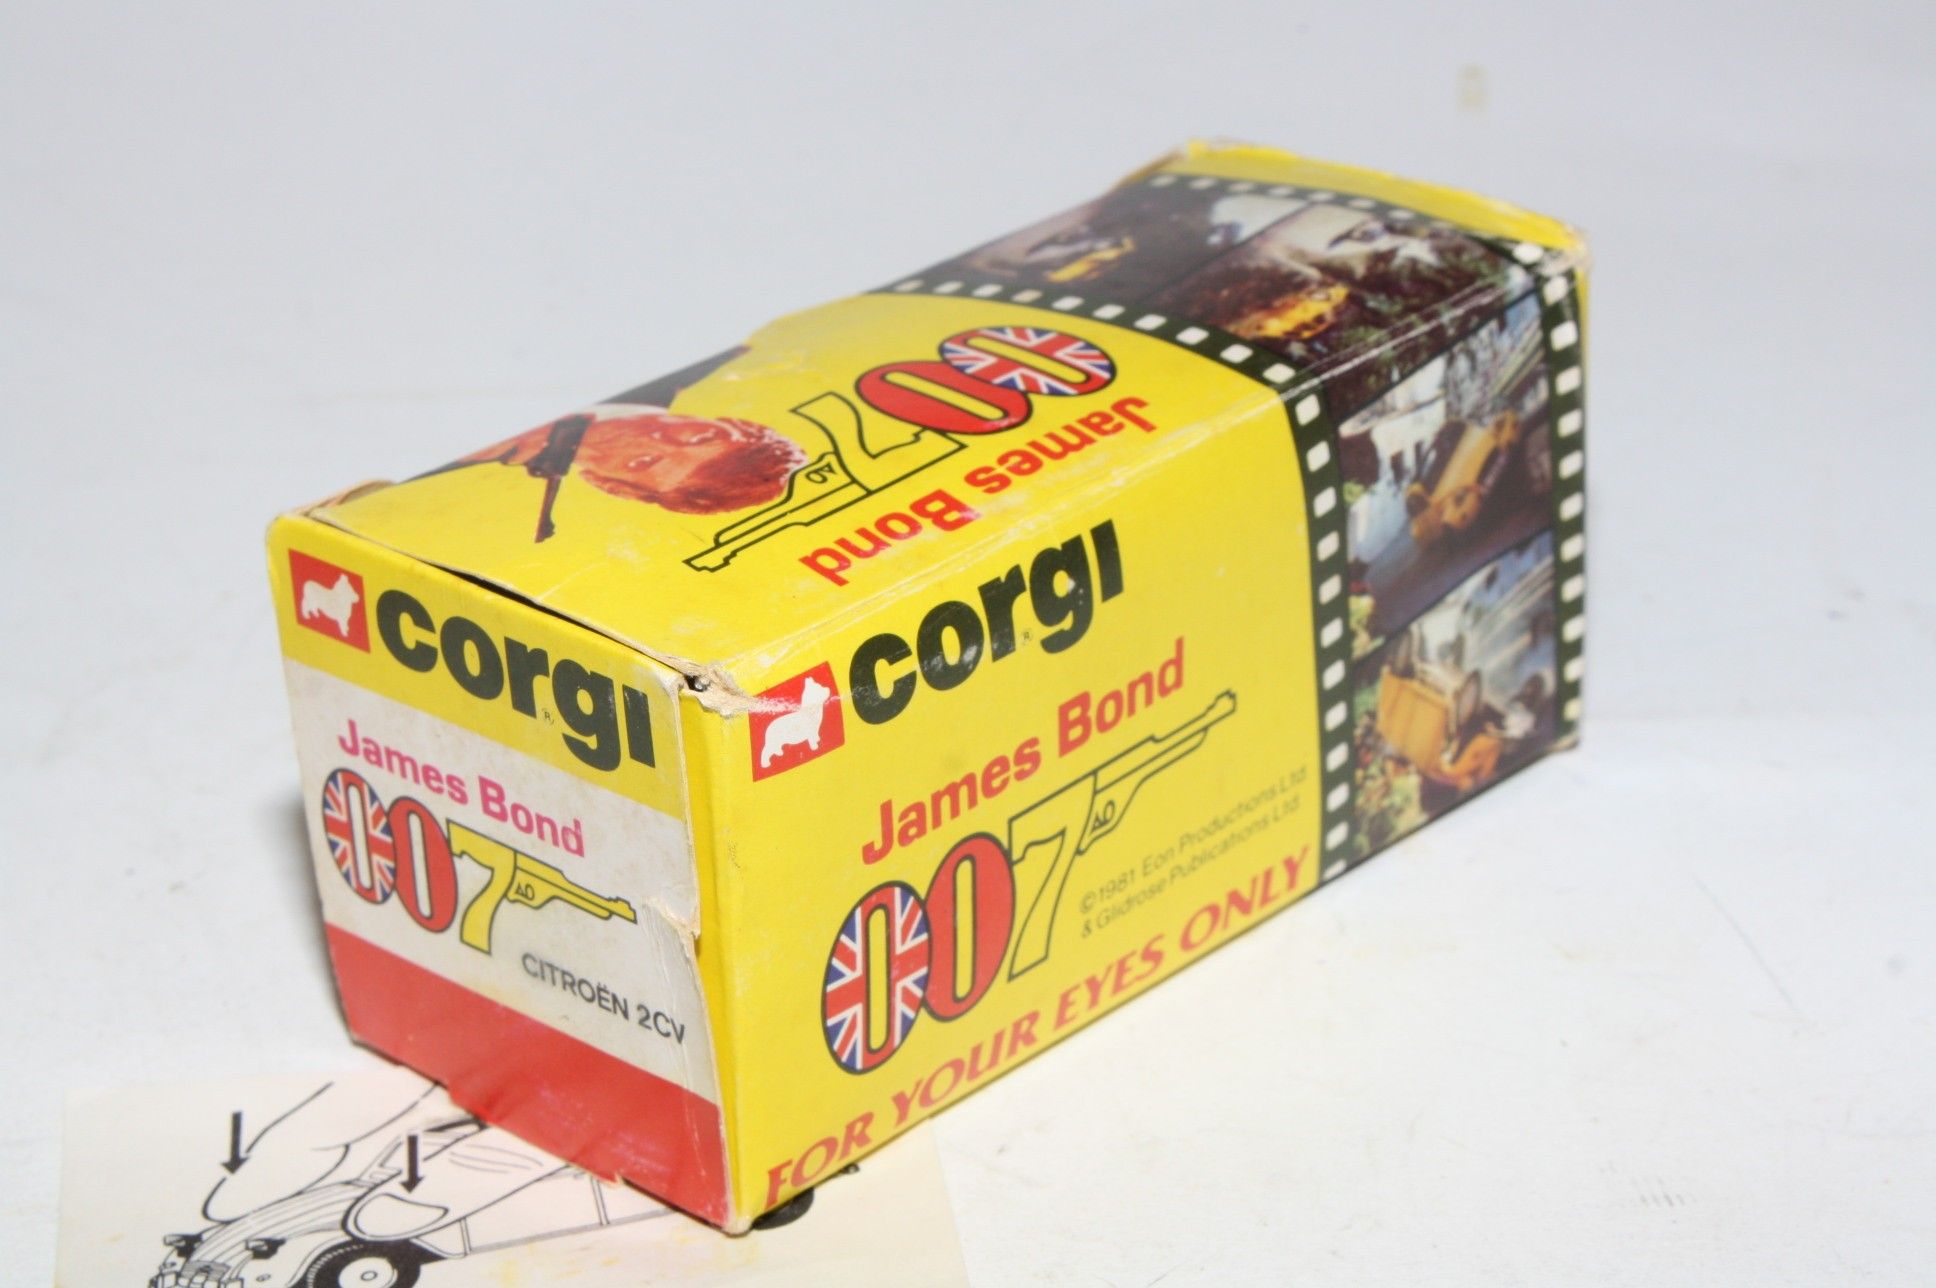 James Bond
007
corgi ®
James Bond
007
CITROËN 2CV
corgi ®
James Bond
007
©1981 Eon Productions Ltd
& Glidrose Publications Ltd
FOR YOUR EYES ONLY